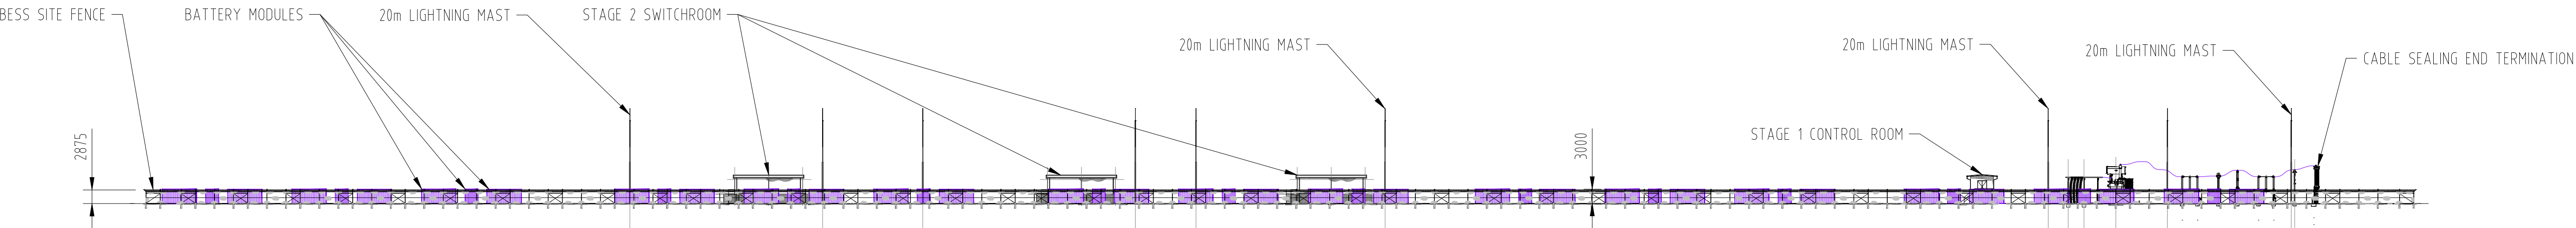 BESS SITE FENCE
BATTERY MODULES
20m LIGHTNING MAST
STAGE 2 SWITCHROOM
20m LIGHTNING MAST
20m LIGHTNING MAST
20m LIGHTNING MAST
CABLE SEALING END TERMINATION
STAGE 1 CONTROL ROOM
2875
3000